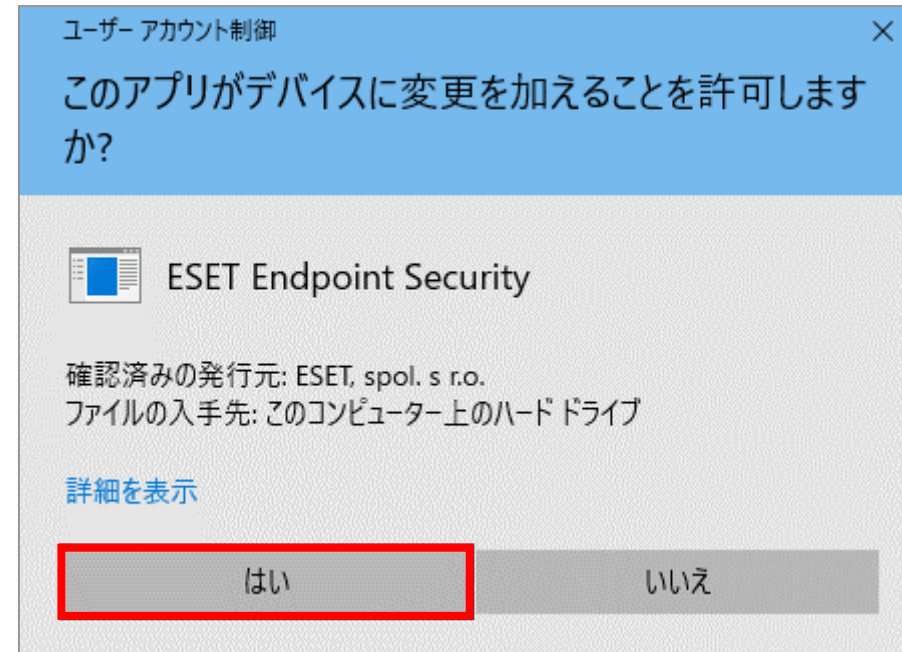 ユーザー アカウント制御
このアプリがデバイスに変更を加えることを許可します
か?
ESET Endpoint Security
確認済みの発行元: ESET, spol. s r.o.
ファイルの入手先: このコンピューター上のハード ドライブ
詳細を表示
はい
いいえ